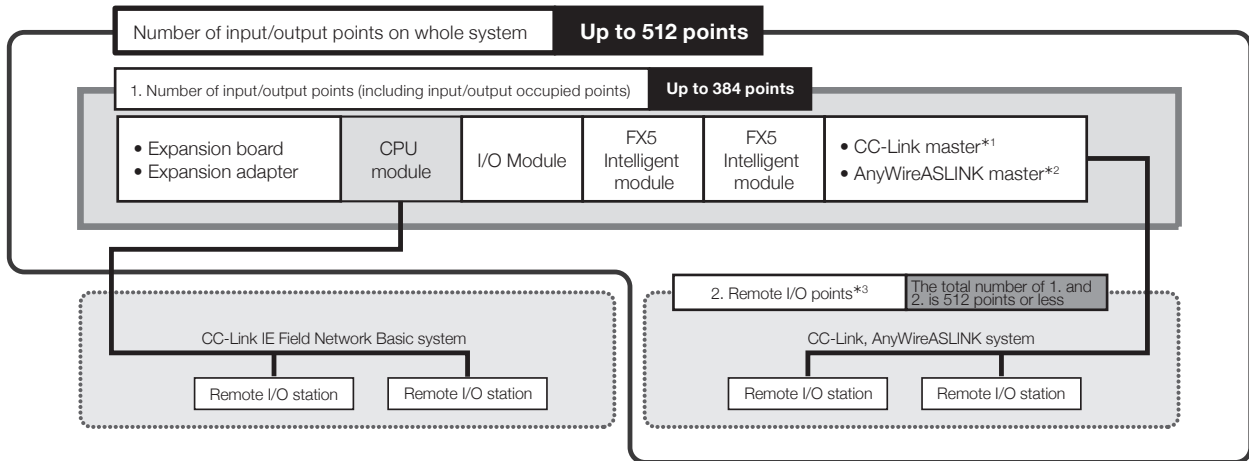 Number of input/output points on whole system
Up to 512 points
1. Number of input/output points (including input/output occupied points)
Up to 384 points
• Expansion board
• Expansion adapter
CPU
module
I/O Module
FX5
Intelligent
module
FX5
Intelligent
module
• CC-Link master*1
• AnyWireASLINK master*2
2. Remote I/O points*3
The total number of 1. and
2. is 512 points or less
CC-Link IE Field Network Basic system
Remote I/O station
Remote I/O station
CC-Link, AnyWireASLINK system
Remote I/O station
Remote I/O station